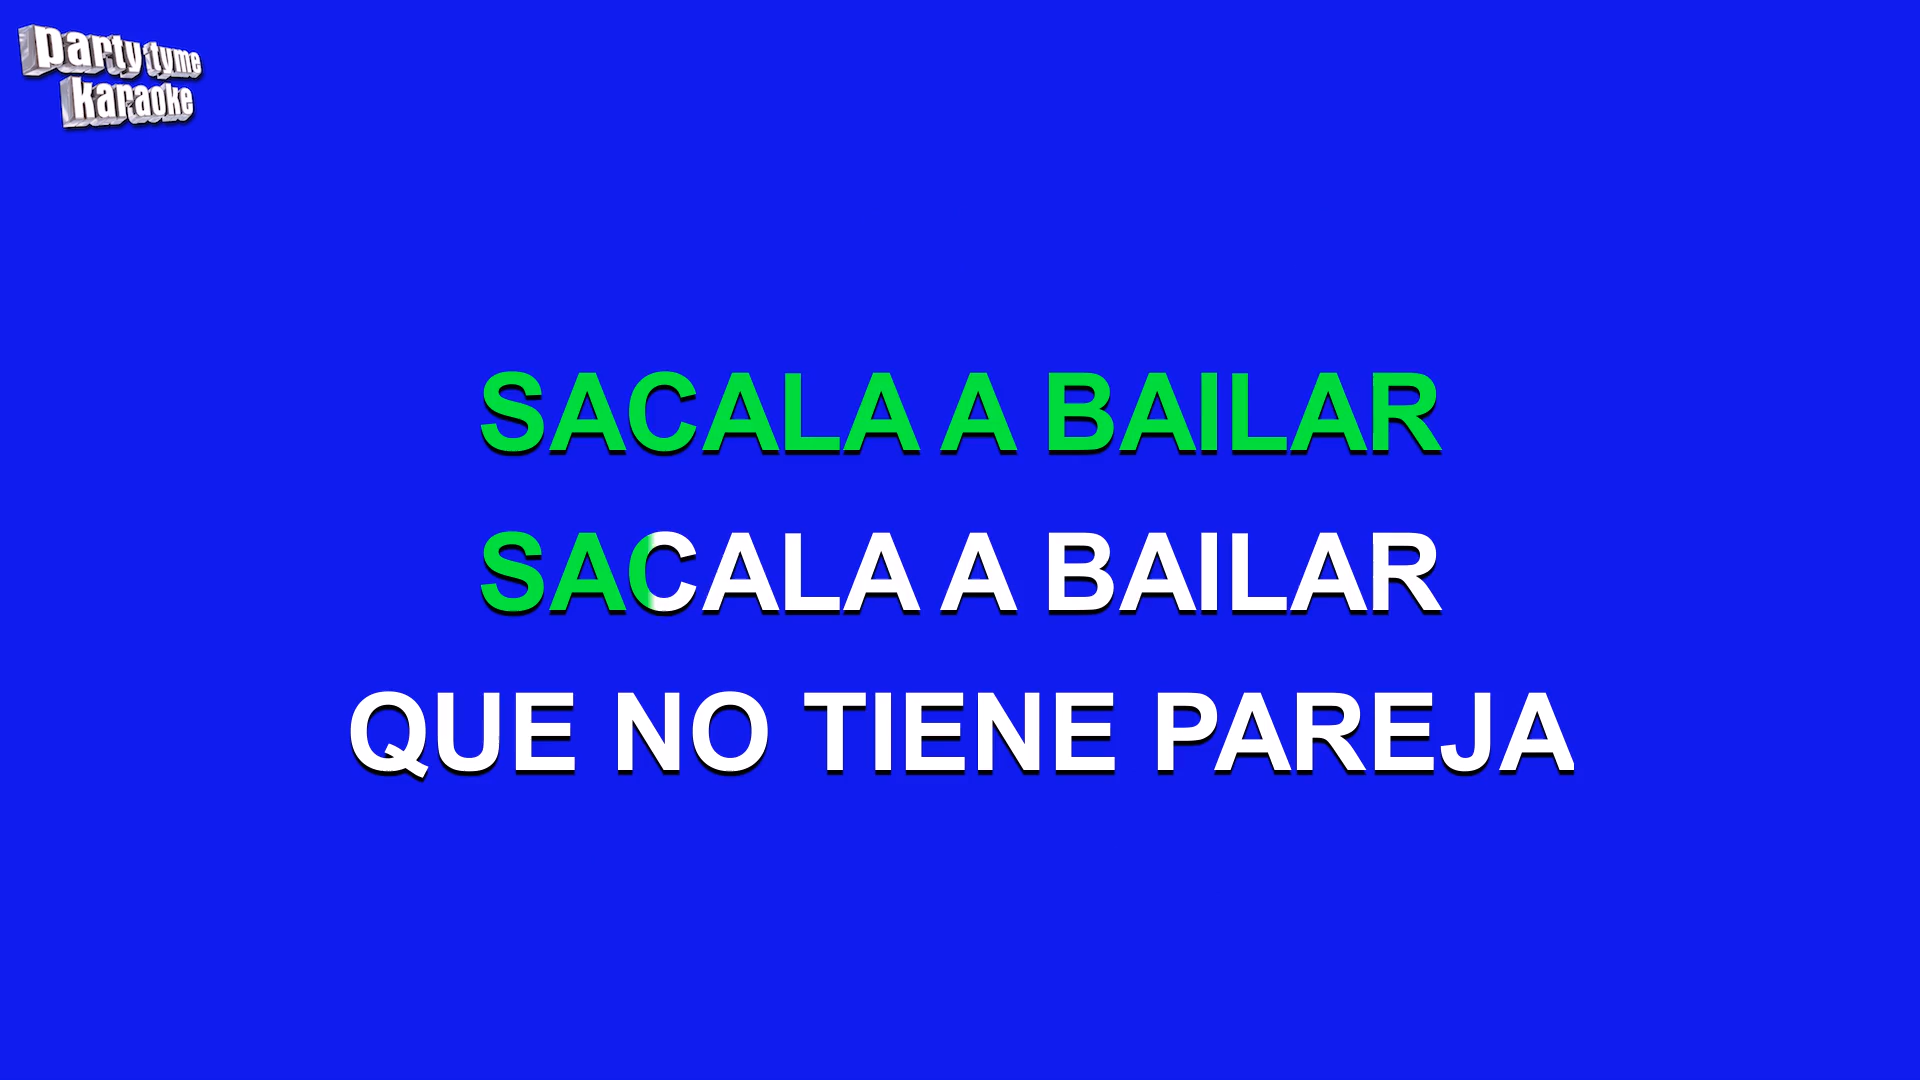 party tyme
karaoke
SACALA A BAILAR
SACALA A BAILAR
QUE NO TIENE PAREJA